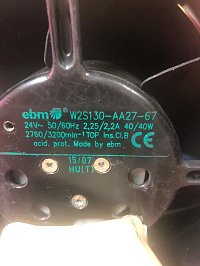 ebm ® W2S130-AA27-67
24V~ 50/60Hz 2,25/2,2A 40/40W
2760/3200min-1 TOP Ins.Cl.B
acid. prot. Made by ebm
15/07
HU(T)